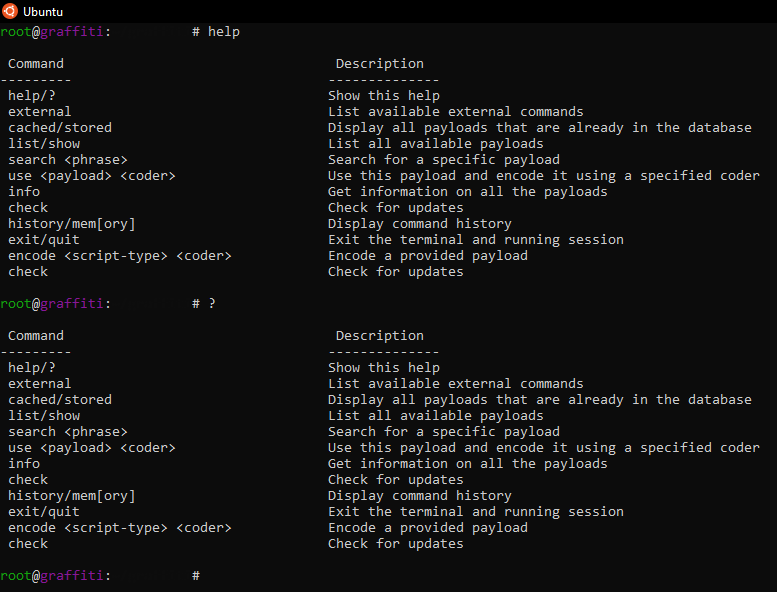 Ubuntu
root@graffiti: # help
Command Description
--------- --------------
help/? Show this help
external List available external commands
cached/stored Display all payloads that are already in the database
list/show List all available payloads
search <phrase> Search for a specific payload
use <payload> <coder> Use this payload and encode it using a specified coder
info Get information on all the payloads
check Check for updates
history/mem[ory] Display command history
exit/quit Exit the terminal and running session
encode <script-type> <coder> Encode a provided payload
check Check for updates
root@graffiti: # ?
Command Description
--------- --------------
help/? Show this help
external List available external commands
cached/stored Display all payloads that are already in the database
list/show List all available payloads
search <phrase> Search for a specific payload
use <payload> <coder> Use this payload and encode it using a specified coder
info Get information on all the payloads
check Check for updates
history/mem[ory] Display command history
exit/quit Exit the terminal and running session
encode <script-type> <coder> Encode a provided payload
check Check for updates
root@graffiti: #